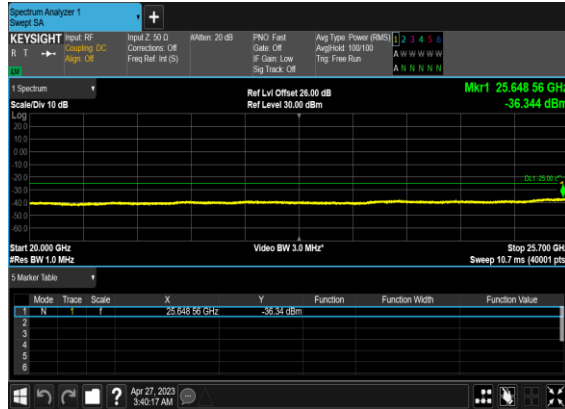 Spectrum Analyzer 1
Swept SA
KEYSIGHT
R T
Input: RF
Coupling: DC
Align: Off
Input Z: 50 Ω
Corrections: Off
Freq Ref: Int (S)
#Atten: 20 dB
PNO: Fast
Gate: Off
IF Gain: Low
Sig Track: Off
Avg Type: Power (RMS)
Avg|Hold: 100/100
Trig: Free Run
1 2 3 4 5 6
A W W W W W
A N N N N N
1 Spectrum
Scale/Div 10 dB
Ref Lvl Offset 26.00 dB
Ref Level 30.00 dBm
Mkr1 25.648 56 GHz
-36.344 dBm
Log
20.0
10.0
0.00
-10.0
-20.0
-30.0
-40.0
-50.0
-60.0
DL1 -25.00
Start 20.000 GHz
#Res BW 1.0 MHz
Video BW 3.0 MHz*
Stop 25.700 GH
Sweep 10.7 ms (40001 pts
5 Marker Table
Mode Trace Scale X Y Function Function Width Function Value
1 N 1 f 25.648 56 GHz -36.34 dBm
2
3
4
5
6
?
Apr 27, 2023
3:40:17 AM